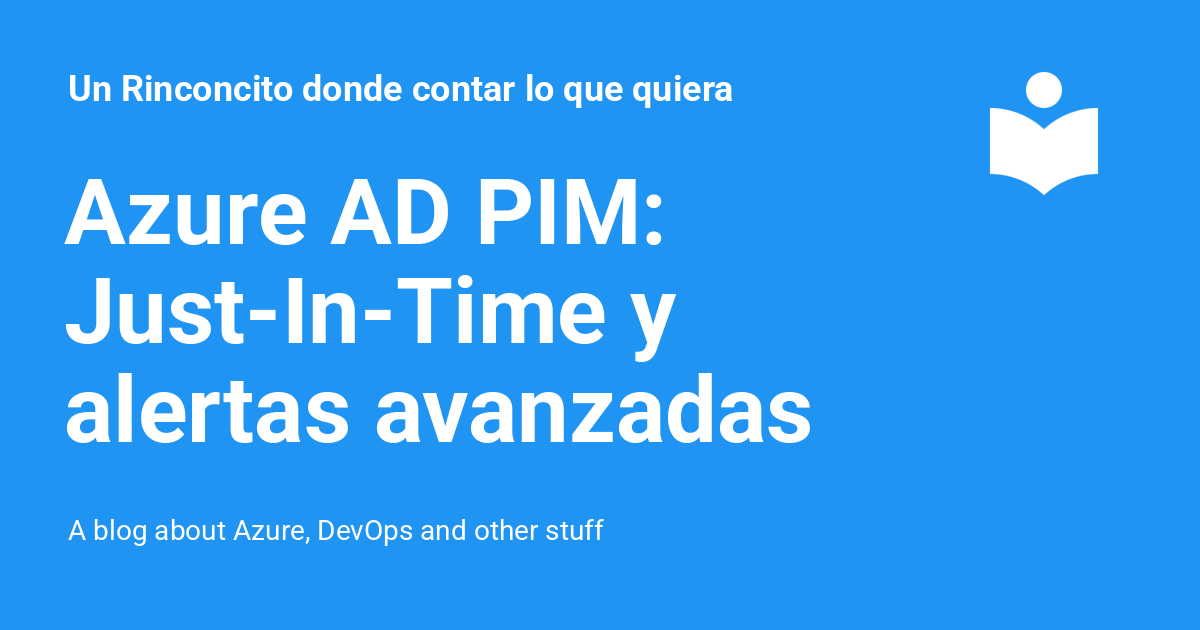 Un Rinconcito donde contar lo que quiera
Azure AD PIM:
Just-In-Time y
alertas avanzadas
A blog about Azure, DevOps and other stuff